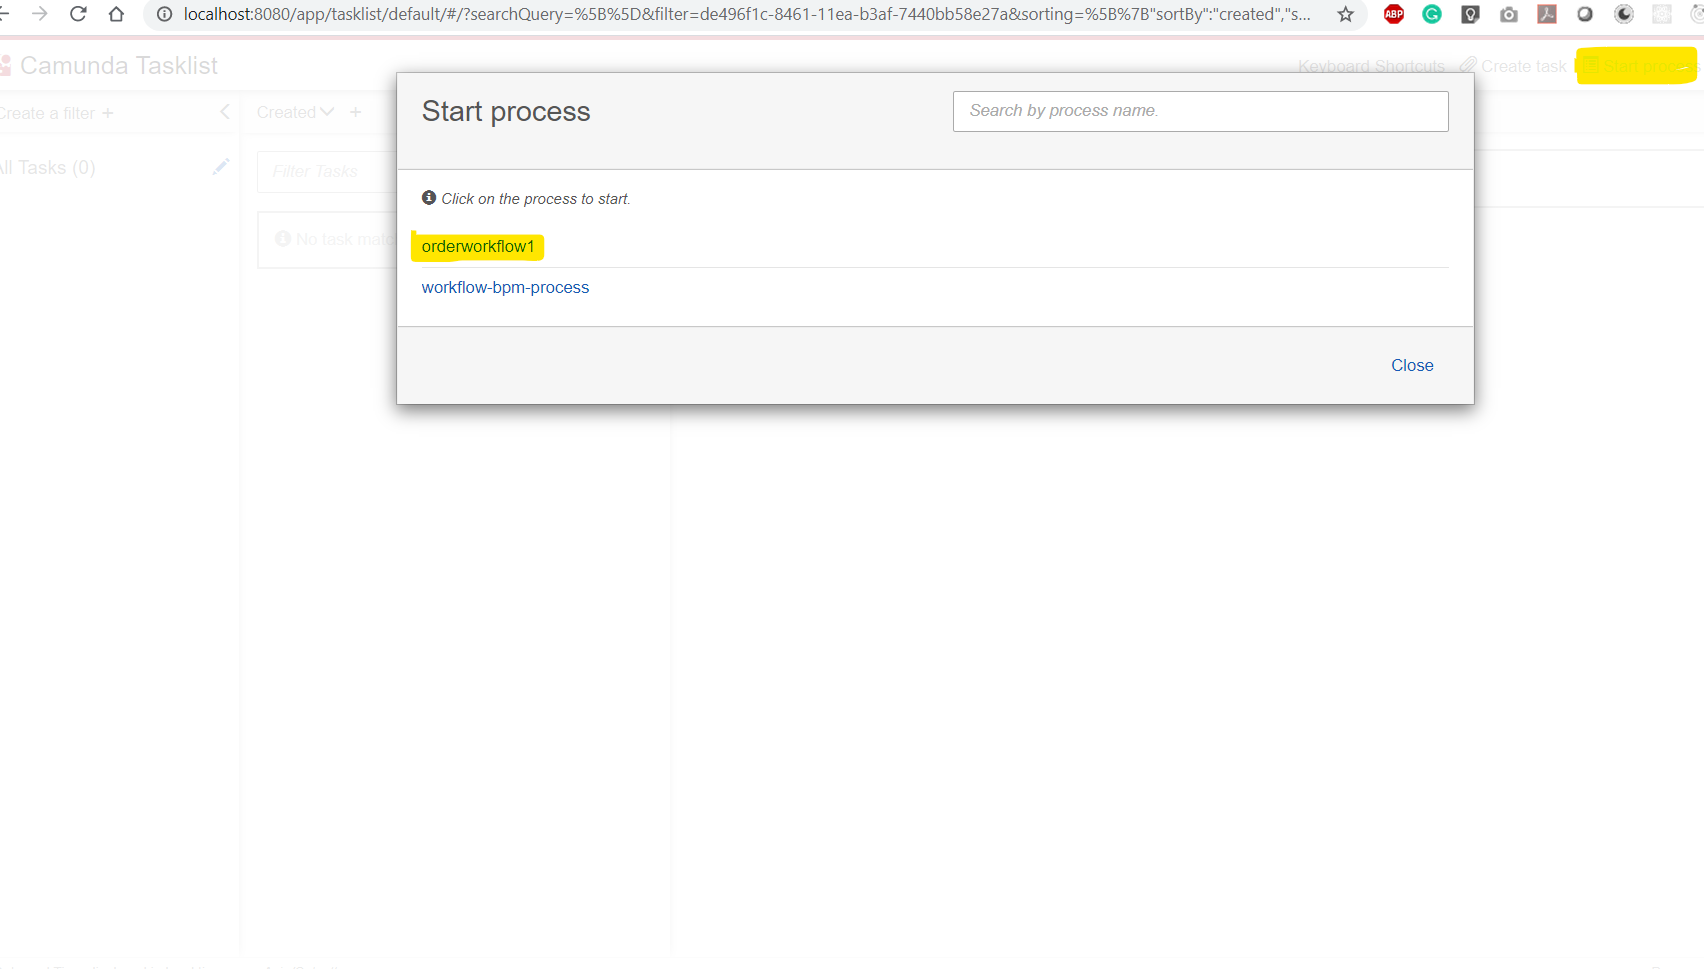 localhost:8080/app/tasklist/default/#/?searchQuery=%5B%5D&filter=de496f1c-8461-11ea-b3af-7440bb58e27a&sorting=%5B%7B"sortBy":"created","s...
ABP
Camunda Tasklist
Keyboard Shortcuts
Create task
Start process
Create a filter +
Created
+
Start process
Search by process name.
All Tasks (0)
Filter Tasks
Click on the process to start.
No task matc
orderworkflow1
workflow-bpm-process
Close